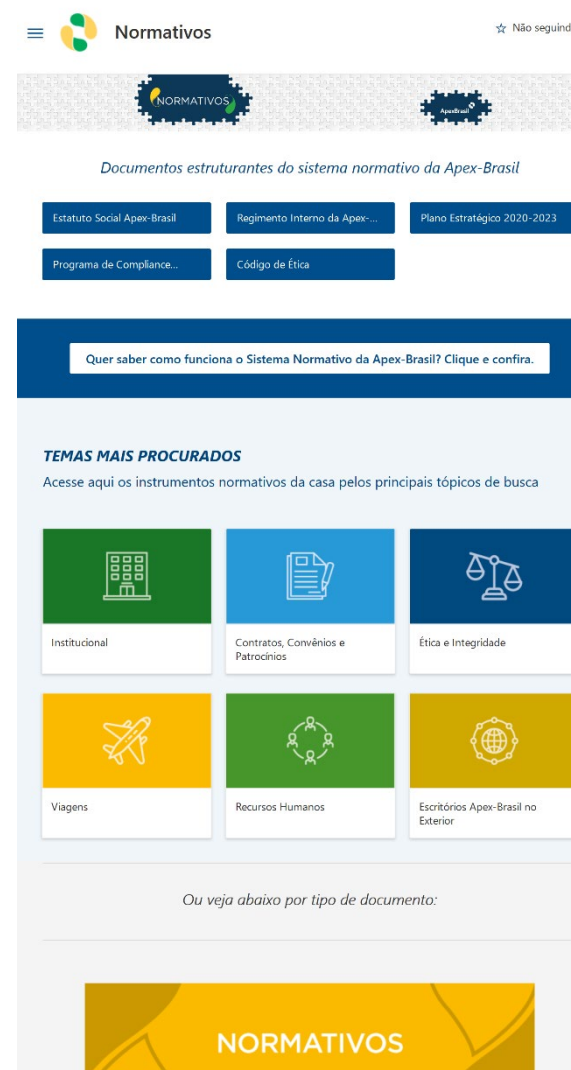 Normativos
☆ Não seguind
NORMATIVOS
ApexBrasil
Documentos estruturantes do sistema normativo da Apex-Brasil
Estatuto Social Apex-Brasil
Regimento Interno da Apex-...
Plano Estratégico 2020-2023
Programa de Compliance...
Código de Ética
Quer saber como funciona o Sistema Normativo da Apex-Brasil? Clique e confira.
TEMAS MAIS PROCURADOS
Acesse aqui os instrumentos normativos da casa pelos principais tópicos de busca
Institucional
Contratos, Convênios e
Patrocínios
Ética e Integridade
Viagens
Recursos Humanos
Escritórios Apex-Brasil no
Exterior
Ou veja abaixo por tipo de documento:
NORMATIVOS